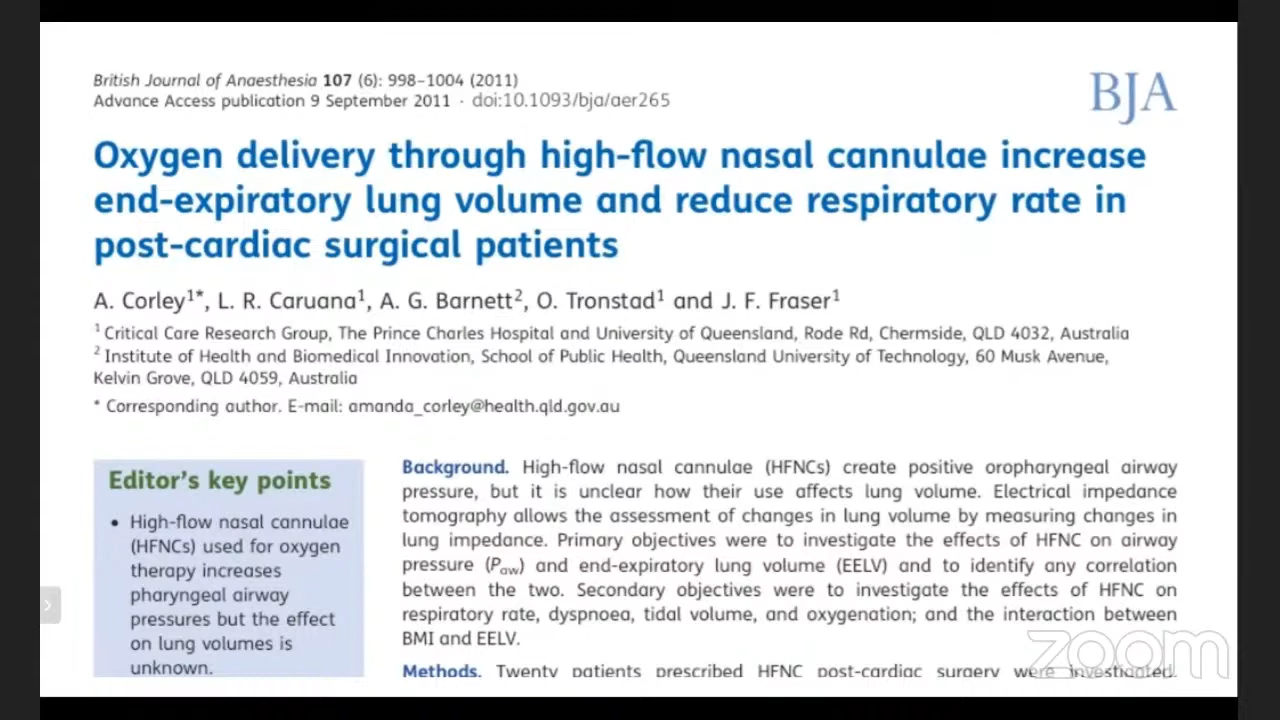 British Journal of Anaesthesia 107 (6): 998–1004 (2011)
Advance Access publication 9 September 2011 · doi:10.1093/bja/aer265
BJA
Oxygen delivery through high-flow nasal cannulae increase
end-expiratory lung volume and reduce respiratory rate in
post-cardiac surgical patients
A. Corley1*, L. R. Caruana1, A. G. Barnett2, O. Tronstad1 and J. F. Fraser1
1 Critical Care Research Group, The Prince Charles Hospital and University of Queensland, Rode Rd, Chermside, QLD 4032, Australia
2 Institute of Health and Biomedical Innovation, School of Public Health, Queensland University of Technology, 60 Musk Avenue,
Kelvin Grove, QLD 4059, Australia
* Corresponding author. E-mail: amanda_corley@health.qld.gov.au
Editor's key points
• High-flow nasal cannulae
(HFNCs) used for oxygen
therapy increases
pharyngeal airway
pressures but the effect
on lung volumes is
unknown.
Background. High-flow nasal cannulae (HFNCs) create positive oropharyngeal airway
pressure, but it is unclear how their use affects lung volume. Electrical impedance
tomography allows the assessment of changes in lung volume by measuring changes in
lung impedance. Primary objectives were to investigate the effects of HFNC on airway
pressure (Paw) and end-expiratory lung volume (EELV) and to identify any correlation
between the two. Secondary objectives were to investigate the effects of HFNC on
respiratory rate, dyspnoea, tidal volume, and oxygenation; and the interaction between
BMI and EELV.
Methods. Twenty patients prescribed HFNC post-cardiac surgery were investigated.
zoom